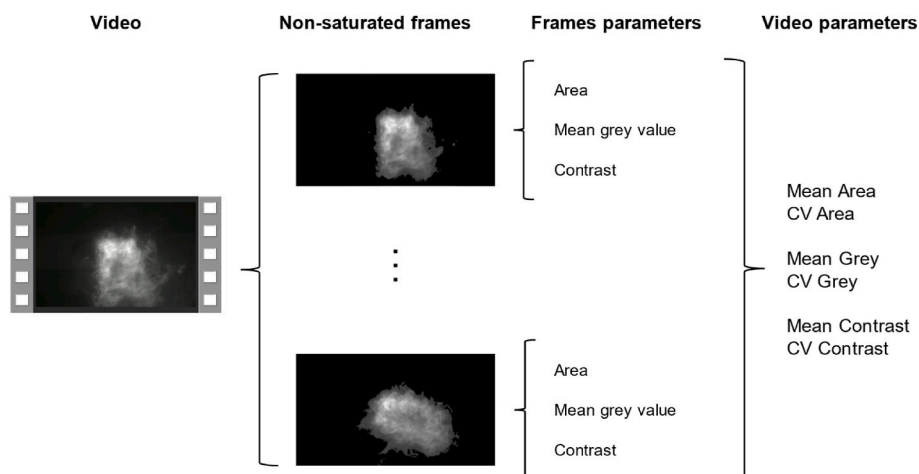 Video
Non-saturated frames
Frames parameters
Video parameters
Area
Mean grey value
Contrast
Area
Mean grey value
Contrast
Mean Area
CV Area
Mean Grey
CV Grey
Mean Contrast
CV Contrast